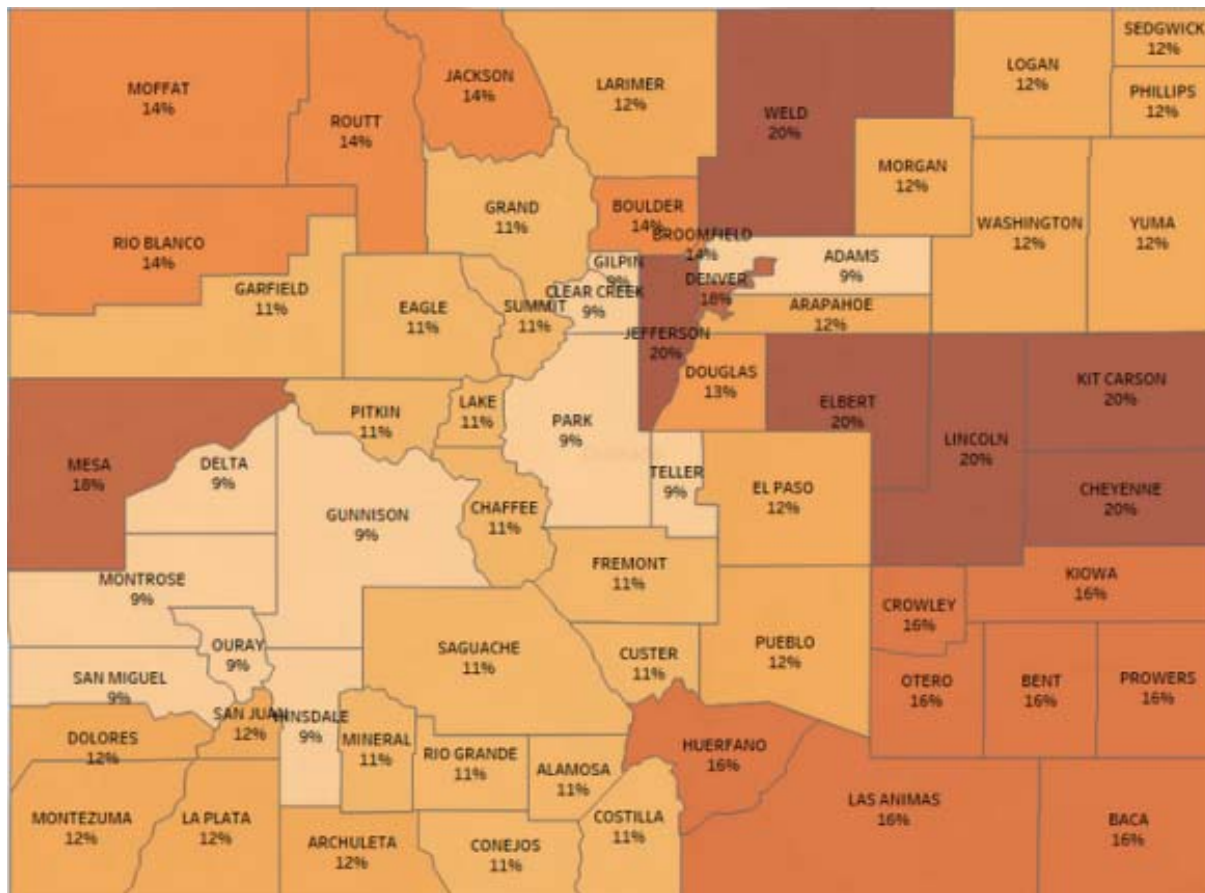 SEDGWICK
12%
LOGAN
12%
JACKSON
14%
LARIMER
12%
MOFFAT
14%
PHILLIPS
12%
WELD
20%
ROUTT
14%
MORGAN
12%
GRAND
11%
BOULDER
14%
WASHINGTON
12%
YUMA
12%
RIO BLANCO
14%
BROOMFIELD
14%
GILPIN
9%
ADAMS
9%
GARFIELD
11%
DENVER
18%
CLEAR CREEK
9%
EAGLE
11%
SUMMIT
11%
ARAPAHOE
12%
JEFFERSON
20%
DOUGLAS
13%
KIT CARSON
20%
ELBERT
20%
LAKE
11%
PITKIN
11%
PARK
9%
LINCOLN
20%
MESA
18%
DELTA
9%
TELLER
9%
EL PASO
12%
CHEYENNE
20%
GUNNISON
9%
CHAFFEE
11%
FREMONT
11%
KIOWA
16%
MONTROSE
9%
CROWLEY
16%
OURAY
9%
SAGUACHE
11%
CUSTER
11%
PUEBLO
12%
SAN MIGUEL
9%
OTERO
16%
BENT
16%
PROWERS
16%
SAN JUAN
12%
HINSDALE
9%
DOLORES
12%
MINERAL
11%
RIO GRANDE
11%
ALAMOSA
11%
HUERFANO
16%
LAS ANIMAS
16%
MONTEZUMA
12%
LA PLATA
12%
COSTILLA
11%
BACA
16%
ARCHULETA
12%
CONEJOS
11%